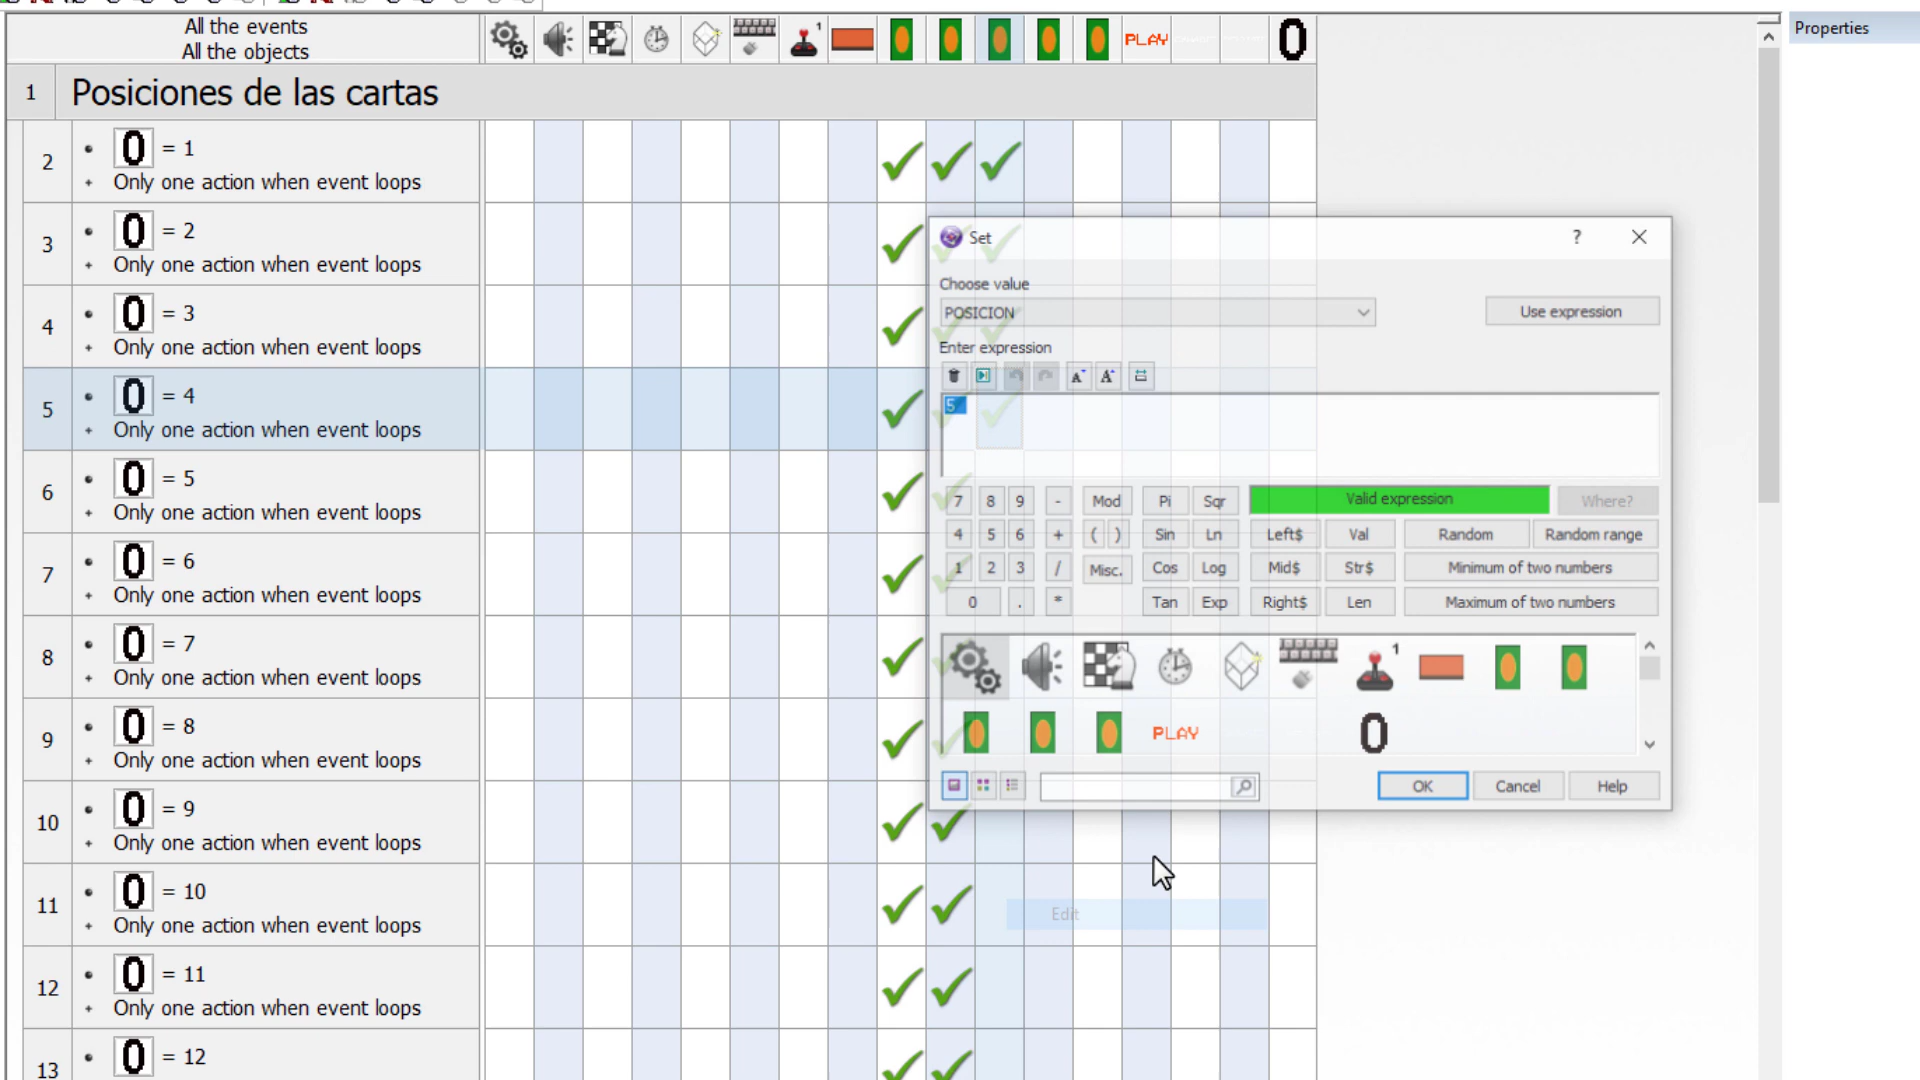 All the events
All the objects
1
PLAY
0
Properties
1 Posiciones de las cartas
2 0 = 1
Only one action when event loops
3 0 = 2
Only one action when event loops
4 0 = 3
Only one action when event loops
5 0 = 4
Only one action when event loops
6 0 = 5
Only one action when event loops
7 0 = 6
Only one action when event loops
8 0 = 7
Only one action when event loops
9 0 = 8
Only one action when event loops
10 0 = 9
Only one action when event loops
11 0 = 10
Only one action when event loops
12 0 = 11
Only one action when event loops
13 0 = 12
Set ?
Choose value
POSICION Use expression
Enter expression
A A
5
7 8 9 - Mod Pi Sqr Valid expression Where?
4 5 6 + ( ) Sin Ln Left$ Val Random Random range
1 2 3 / Misc. Cos Log Mid$ Str$ Minimum of two numbers
0 . * Tan Exp Right$ Len Maximum of two numbers
1
PLAY 0
OK Cancel Help
Edit